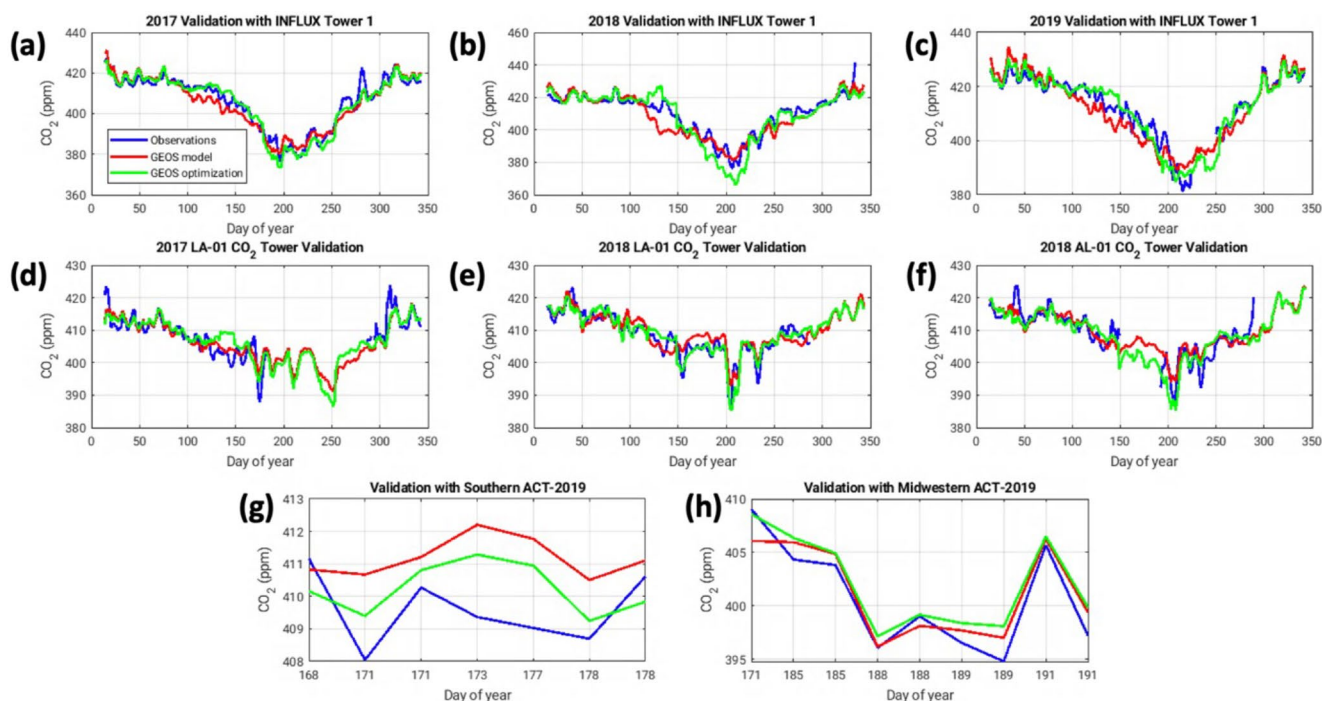 (a)
2017 Validation with INFLUX Tower 1
CO2 (ppm)
440
420
400
380
360
Observations
GEOS model
GEOS optimization
0 50 100 150 200 250 300 350
Day of year
(b)
2018 Validation with INFLUX Tower 1
CO2 (ppm)
460
440
420
400
380
360
0 50 100 150 200 250 300 350
Day of year
(c)
2019 Validation with INFLUX Tower 1
CO2 (ppm)
440
420
400
380
0 50 100 150 200 250 300 350
Day of year
(d)
2017 LA-01 CO2 Tower Validation
CO2 (ppm)
430
420
410
400
390
380
0 50 100 150 200 250 300 350
Day of year
(e)
2018 LA-01 CO2 Tower Validation
CO2 (ppm)
430
420
410
400
390
380
0 50 100 150 200 250 300 350
Day of year
(f)
2018 AL-01 CO2 Tower Validation
CO2 (ppm)
430
420
410
400
390
380
0 50 100 150 200 250 300 350
Day of year
(g)
Validation with Southern ACT-2019
CO2 (ppm)
413
412
411
410
409
408
168 171 171 173 177 178 178
Day of year
(h)
Validation with Midwestern ACT-2019
CO2 (ppm)
410
405
400
395
171 185 185 188 188 189 189 191 191
Day of year